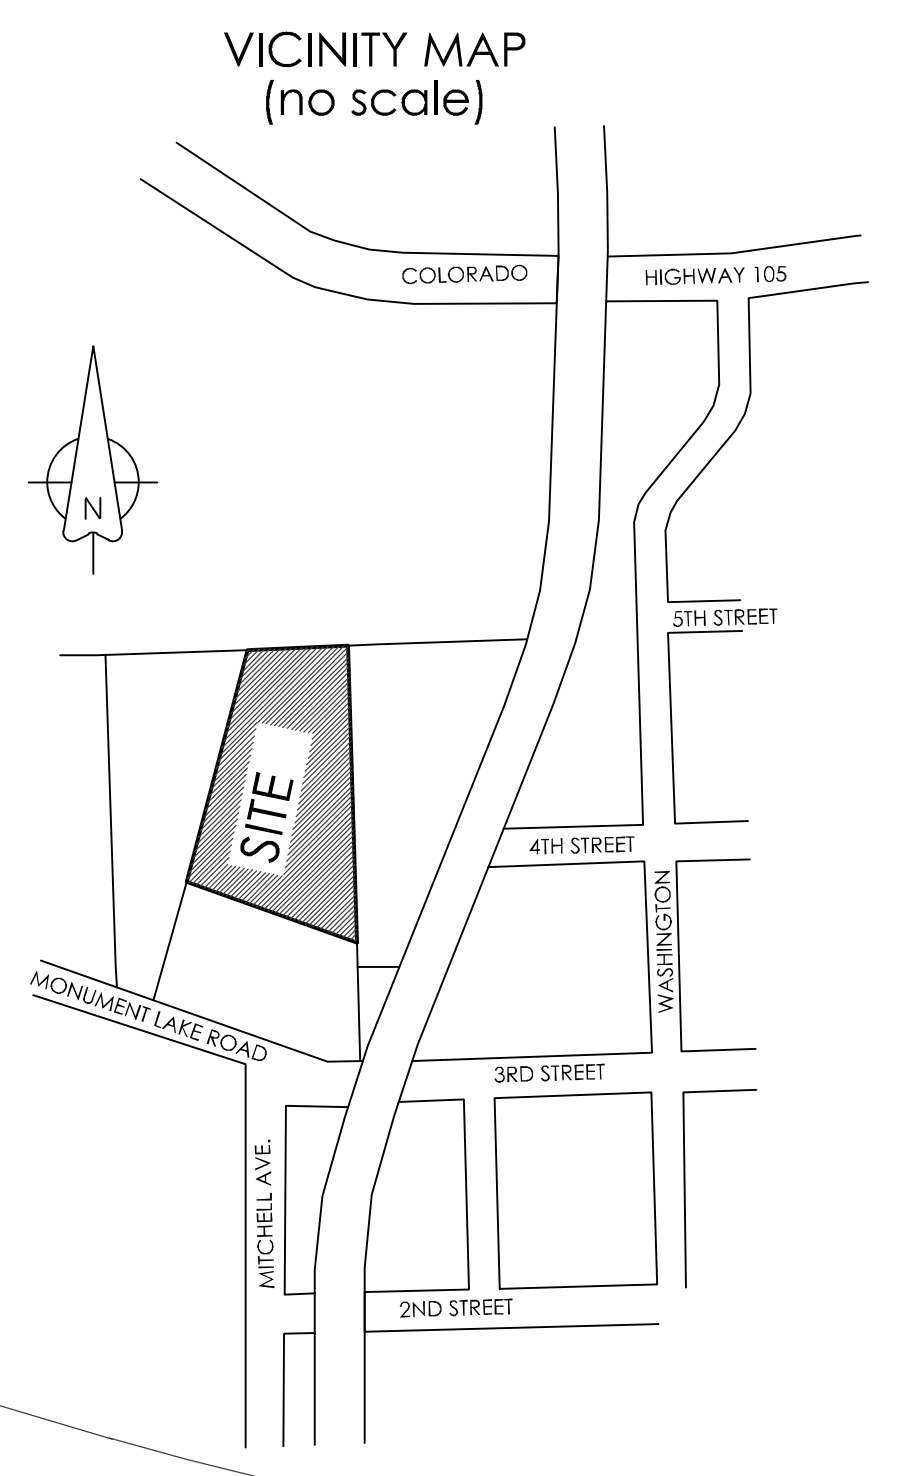 VICINITY MAP
(no scale)
COLORADO
HIGHWAY 105
N
5TH STREET
SITE
4TH STREET
WASHINGTON
MONUMENT LAKE ROAD
3RD STREET
MITCHELL AVE.
2ND STREET